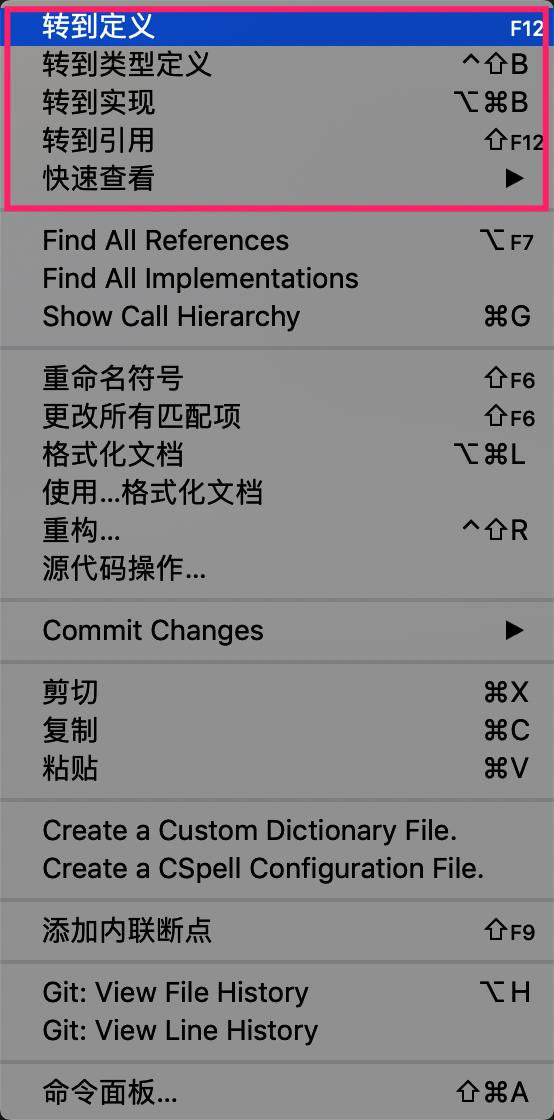 转到定义 F12
转到类型定义 ^⇧B
转到实现 ⌥⌘B
转到引用 ⇧F12
快速查看 ▶
Find All References ⌥F7
Find All Implementations
Show Call Hierarchy ⌘G
重命名符号 ⇧F6
更改所有匹配项 ⇧F6
格式化文档 ⌥⌘L
使用...格式化文档
重构... ^⇧R
源代码操作...
Commit Changes ▶
剪切 ⌘X
复制 ⌘C
粘贴 ⌘V
Create a Custom Dictionary File.
Create a CSpell Configuration File.
添加内联断点 ⇧F9
Git: View File History ⌥H
Git: View Line History
命令面板... ⇧⌘A